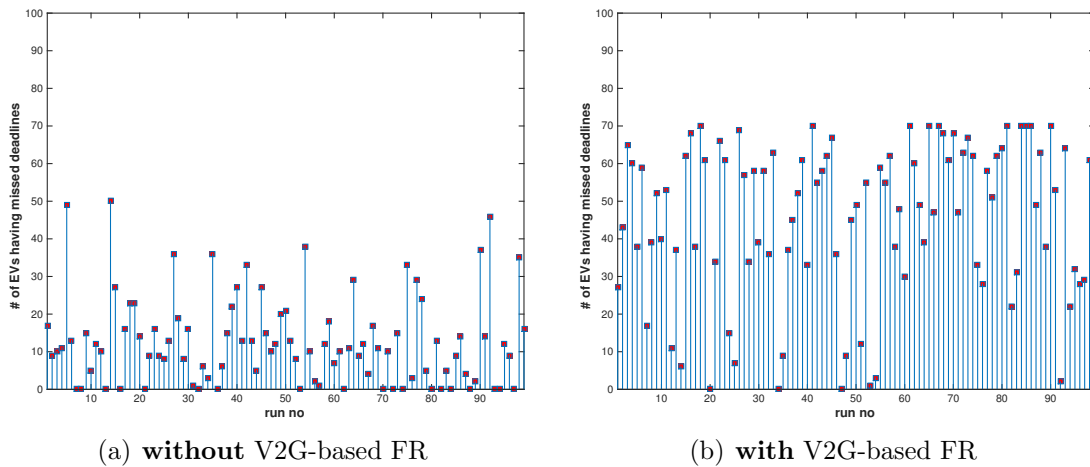 100
90
80
70
60
50
40
30
20
10
0
# of EVs having missed deadlines
10 20 30 40 50 60 70 80 90
run no
(a) without V2G-based FR
100
90
80
70
60
50
40
30
20
10
0
# of EVs having missed deadlines
10 20 30 40 50 60 70 80 90
run no
(b) with V2G-based FR